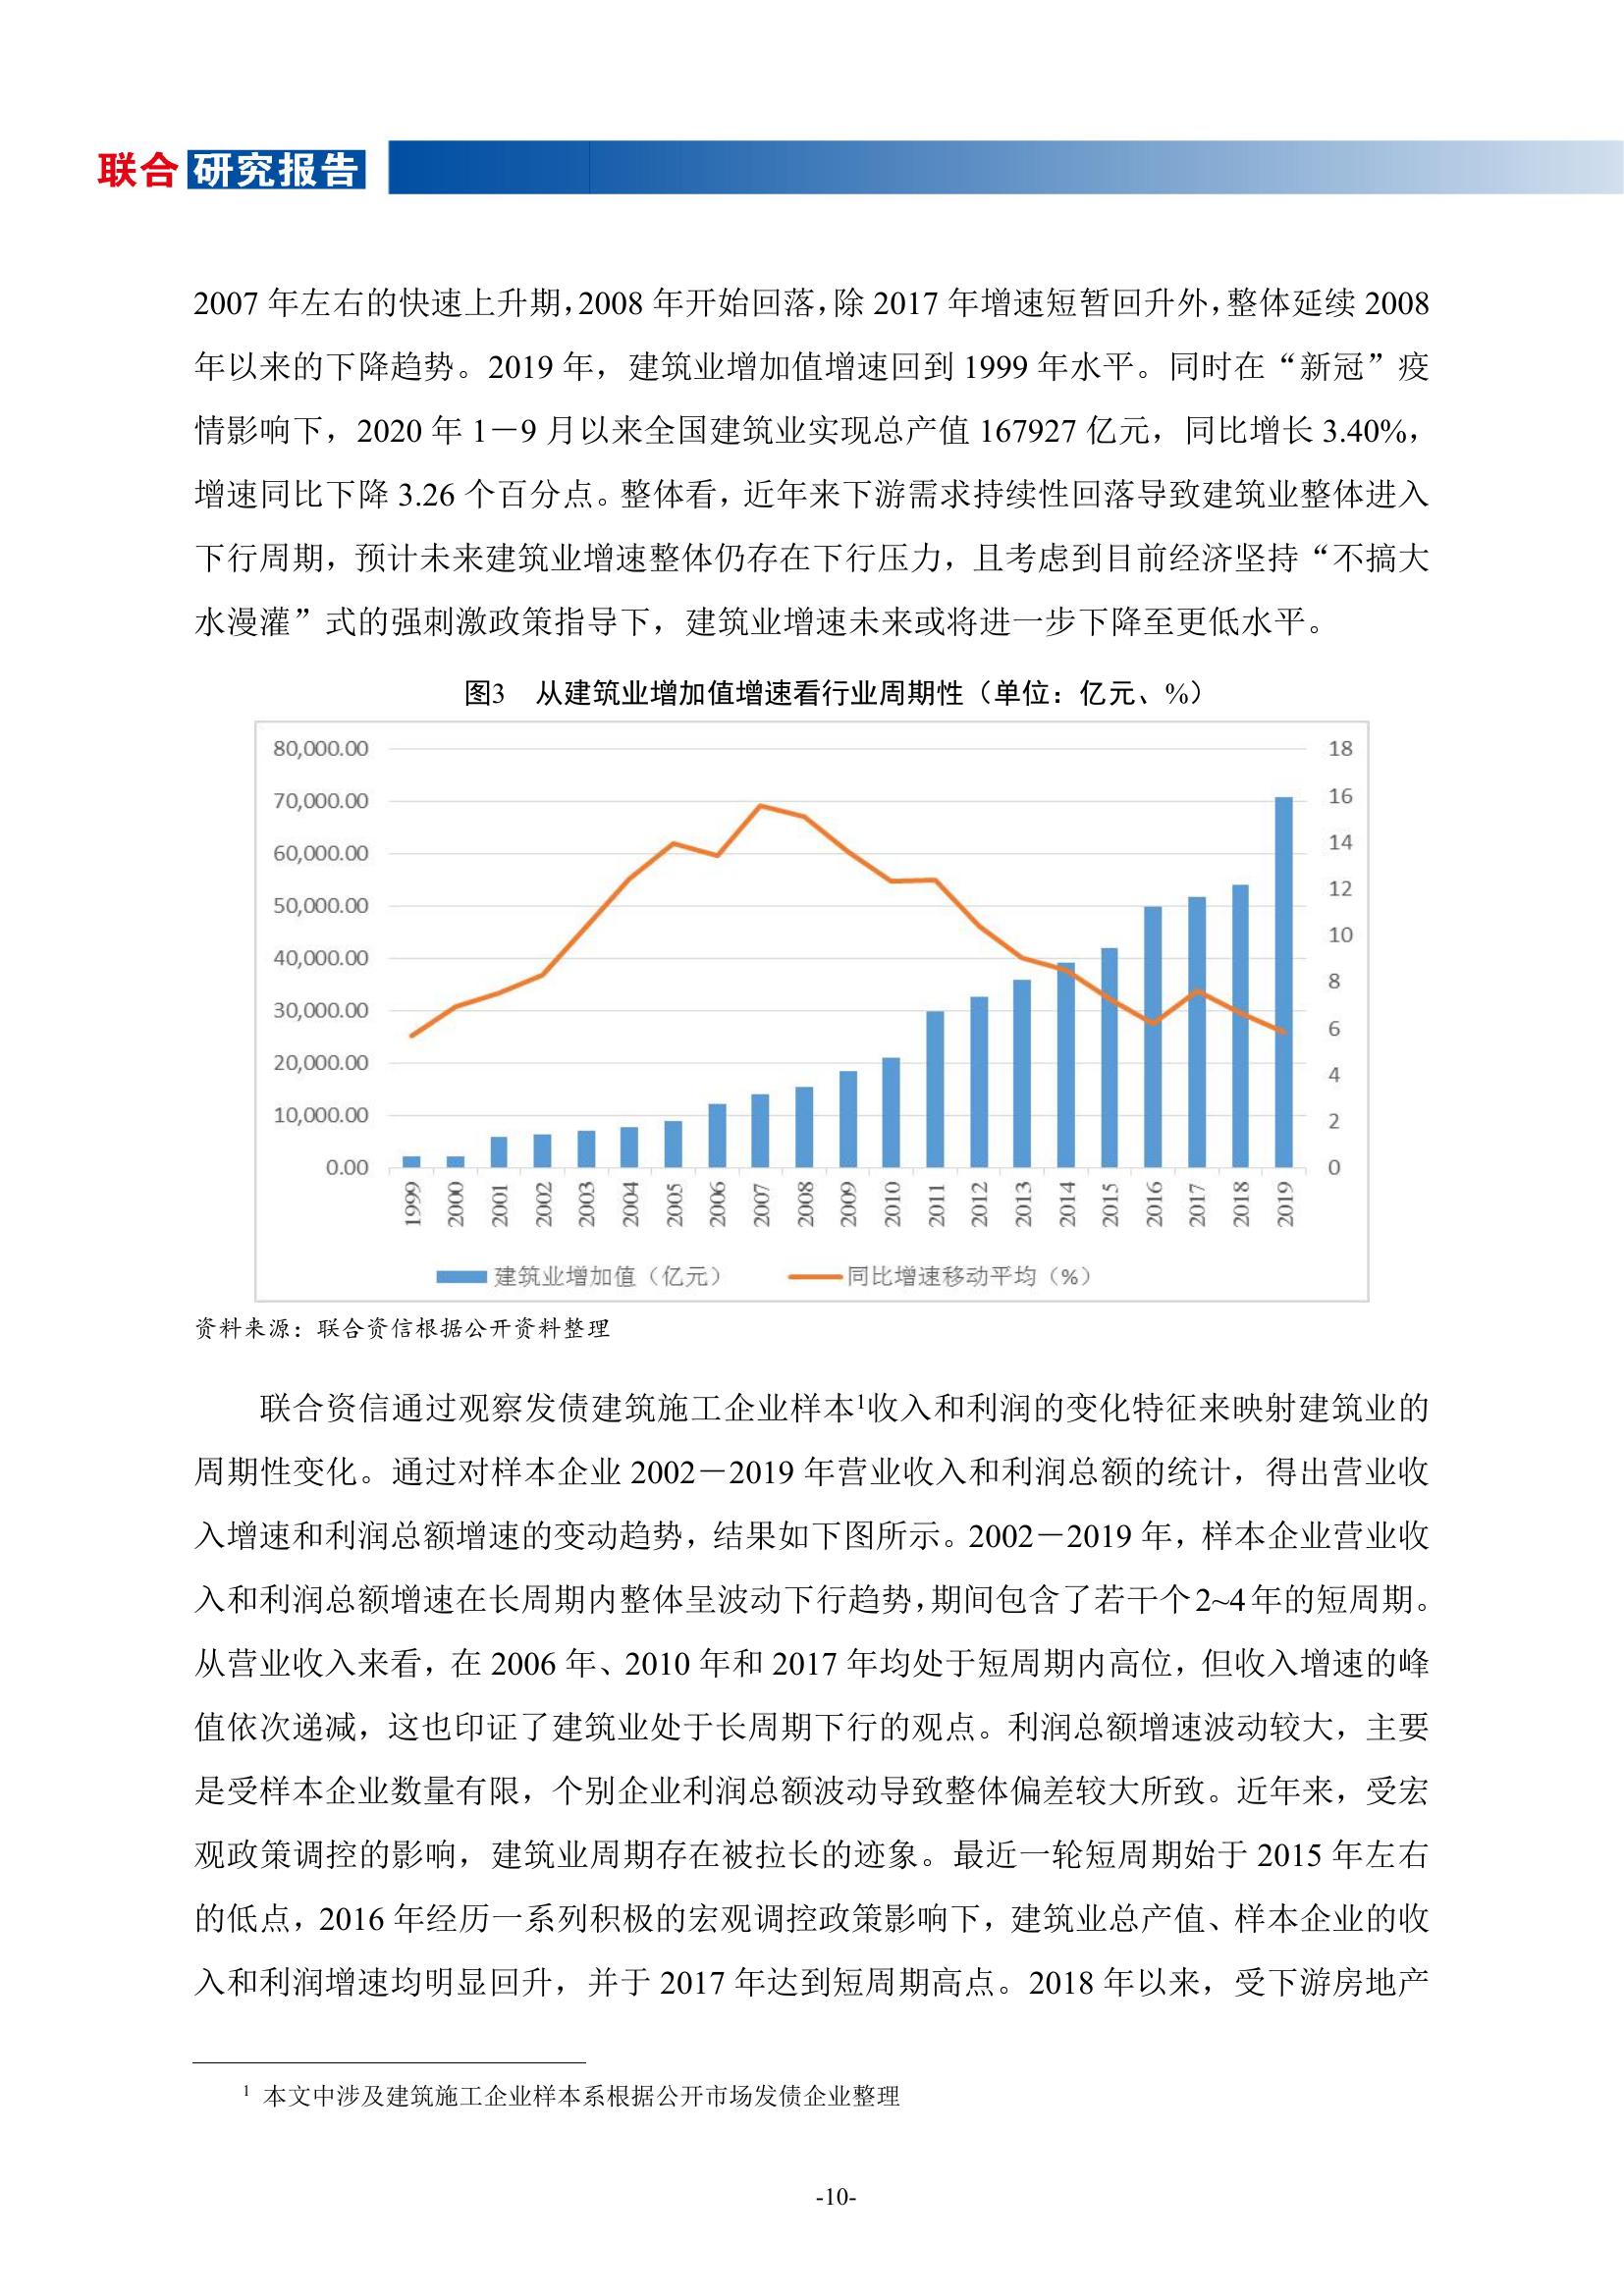 联合 研究报告
2007 年左右的快速上升期，2008 年开始回落，除 2017 年增速短暂回升外，整体延续 2008
年以来的下降趋势。2019 年，建筑业增加值增速回到 1999 年水平。同时在“新冠”疫
情影响下，2020 年 1－9 月以来全国建筑业实现总产值 167927 亿元，同比增长 3.40%，
增速同比下降 3.26 个百分点。整体看，近年来下游需求持续性回落导致建筑业整体进入
下行周期，预计未来建筑业增速整体仍存在下行压力，且考虑到目前经济坚持“不搞大
水漫灌”式的强刺激政策指导下，建筑业增速未来或将进一步下降至更低水平。
图3 从建筑业增加值增速看行业周期性（单位：亿元、%）
80,000.00
70,000.00
60,000.00
50,000.00
40,000.00
30,000.00
20,000.00
10,000.00
0.00
18
16
14
12
10
8
6
4
2
0
1999 2000 2001 2002 2003 2004 2005 2006 2007 2008 2009 2010 2011 2012 2013 2014 2015 2016 2017 2018 2019
建筑业增加值（亿元） 同比增速移动平均（%）
资料来源：联合资信根据公开资料整理
联合资信通过观察发债建筑施工企业样本1收入和利润的变化特征来映射建筑业的
周期性变化。通过对样本企业 2002－2019 年营业收入和利润总额的统计，得出营业收
入增速和利润总额增速的变动趋势，结果如下图所示。2002－2019 年，样本企业营业收
入和利润总额增速在长周期内整体呈波动下行趋势，期间包含了若干个 2~4 年的短周期。
从营业收入来看，在 2006 年、2010 年和 2017 年均处于短周期内高位，但收入增速的峰
值依次递减，这也印证了建筑业处于长周期下行的观点。利润总额增速波动较大，主要
是受样本企业数量有限，个别企业利润总额波动导致整体偏差较大所致。近年来，受宏
观政策调控的影响，建筑业周期存在被拉长的迹象。最近一轮短周期始于 2015 年左右
的低点，2016 年经历一系列积极的宏观调控政策影响下，建筑业总产值、样本企业的收
入和利润增速均明显回升，并于 2017 年达到短周期高点。2018 年以来，受下游房地产
1 本文中涉及建筑施工企业样本系根据公开市场发债企业整理
-10-